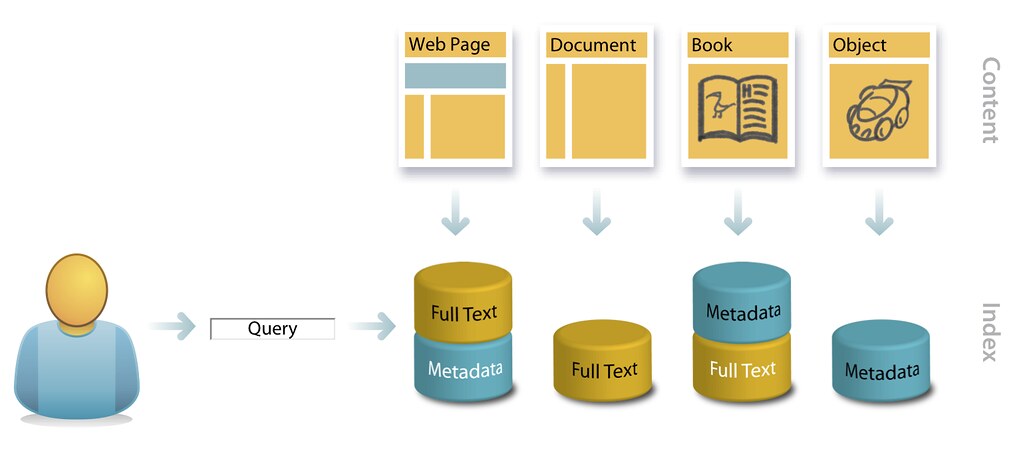 Web Page
Document
Book
Object
Content
Query
Full Text
Metadata
Full Text
Metadata
Full Text
Metadata
Index